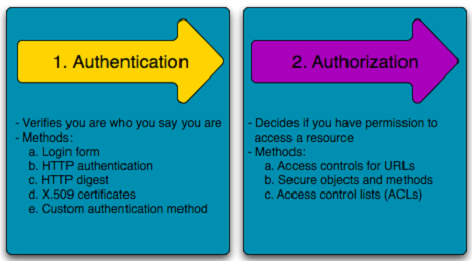 1. Authentication
- Verifies you are who you say you are
- Methods:
a. Login form
b. HTTP authentication
c. HTTP digest
d. X.509 certificates
e. Custom authentication method
2. Authorization
- Decides if you have permission to
access a resource
- Methods:
a. Access controls for URLs
b. Secure objects and methods
c. Access control lists (ACLs)